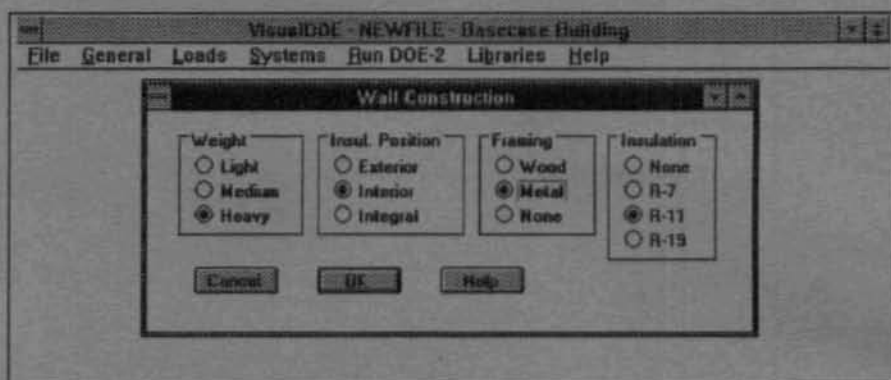 VisualDOE - NEWFILE - Basecase Building
File General Loads Systems Run DOE-2 Libraries Help
Wall Construction
Weight
Light
Medium
Heavy
Insul. Position
Exterior
Interior
Integral
Framing
Wood
Metal
None
Insulation
None
R-7
R-11
R-19
Cancel OK Help